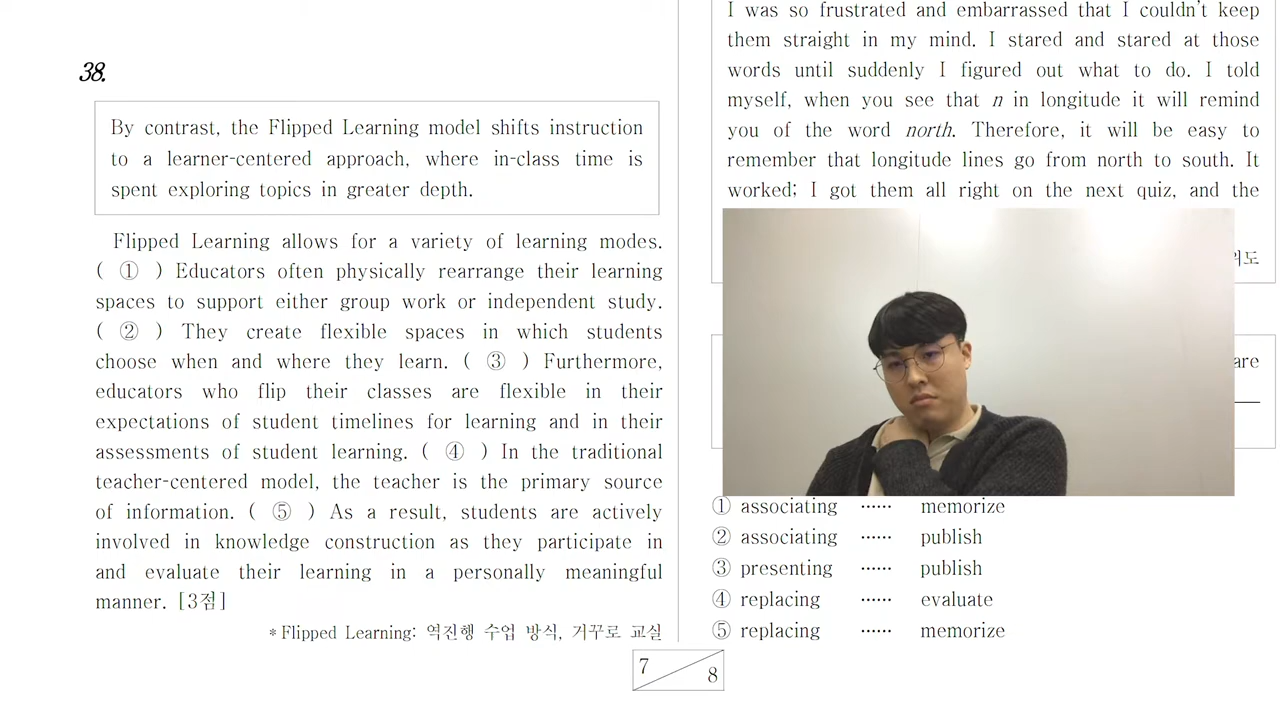 38.
By contrast, the Flipped Learning model shifts instruction
to a learner-centered approach, where in-class time is
spent exploring topics in greater depth.
Flipped Learning allows for a variety of learning modes.
( ① ) Educators often physically rearrange their learning
spaces to support either group work or independent study.
( ② ) They create flexible spaces in which students
choose when and where they learn. ( ③ ) Furthermore,
educators who flip their classes are flexible in their
expectations of student timelines for learning and in their
assessments of student learning. ( ④ ) In the traditional
teacher-centered model, the teacher is the primary source
of information. ( ⑤ ) As a result, students are actively
involved in knowledge construction as they participate in
and evaluate their learning in a personally meaningful
manner. [3점]
* Flipped Learning: 역진행 수업 방식, 거꾸로 교실
I was so frustrated and embarrassed that I couldn't keep
them straight in my mind. I stared and stared at those
words until suddenly I figured out what to do. I told
myself, when you see that n in longitude it will remind
you of the word north. Therefore, it will be easy to
remember that longitude lines go from north to south. It
worked; I got them all right on the next quiz, and the
are
① associating …… memorize
② associating …… publish
③ presenting …… publish
④ replacing …… evaluate
⑤ replacing …… memorize
7
8